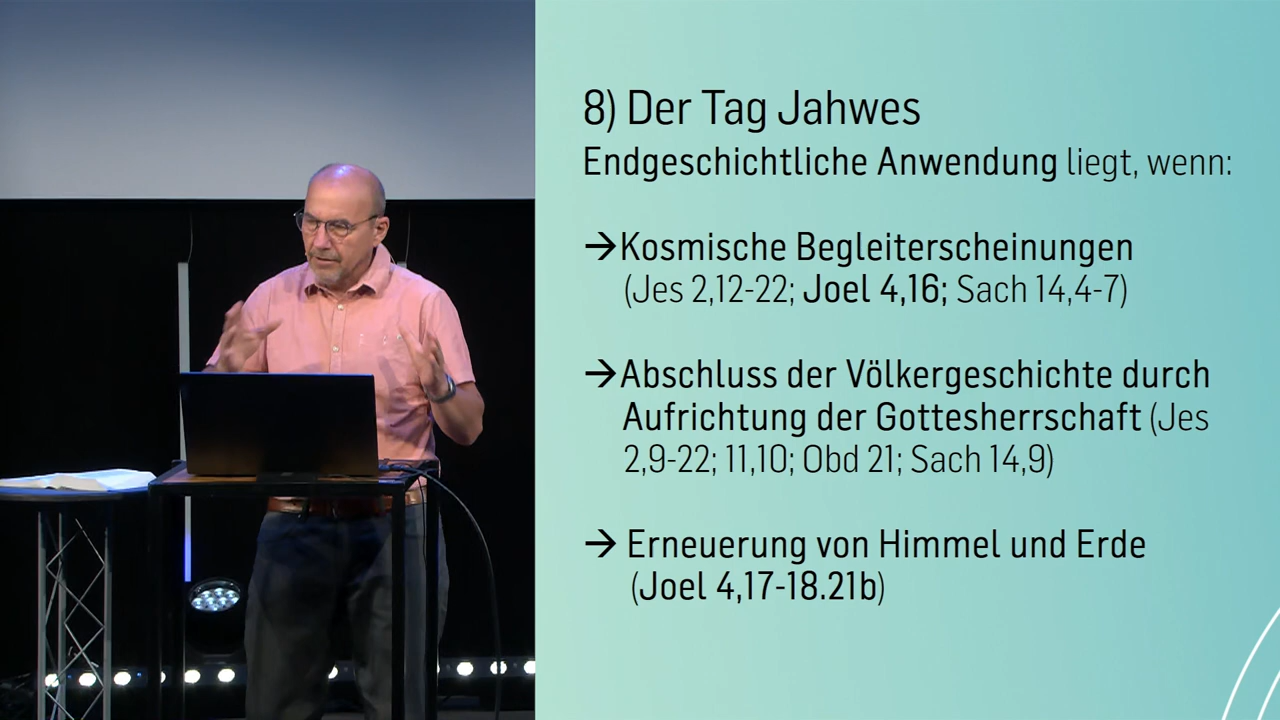 8) Der Tag Jahwes
Endgeschichtliche Anwendung liegt, wenn:
→Kosmische Begleiterscheinungen
(Jes 2,12-22; Joel 4,16; Sach 14,4-7)
→Abschluss der Völkergeschichte durch
Aufrichtung der Gottesherrschaft (Jes
2,9-22; 11,10; Obd 21; Sach 14,9)
→ Erneuerung von Himmel und Erde
(Joel 4,17-18.21b)